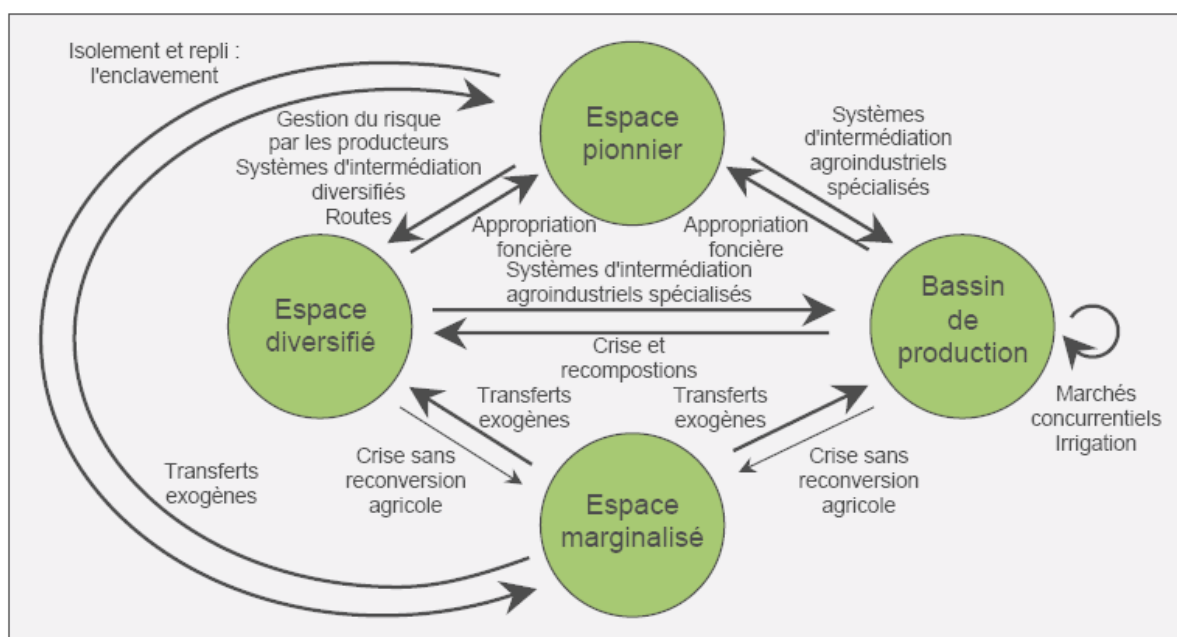 Isolement et repli :
l'enclavement
Espace
pionnier
Gestion du risque
par les producteurs
Systèmes d'intermédiation
diversifiés
Routes
Systèmes
d'intermédiation
agroindustriels
spécialisés
Appropriation
foncière
Appropriation
foncière
Systèmes d'intermédiation
agroindustriels spécialisés
Espace
diversifié
Bassin
de
production
Crise et
recompostions
Transferts
exogènes
Transferts
exogènes
Marchés
concurrentiels
Irrigation
Transferts
exogènes
Crise sans
reconversion
agricole
Crise sans
reconversion
agricole
Espace
marginalisé